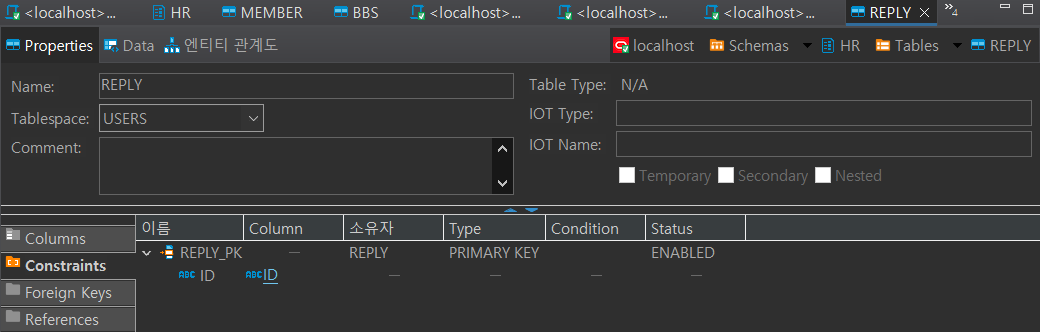 <localhost>... HR MEMBER BBS <localhost>... <localhost>... <localhost>... REPLY »4
Properties Data 엔티티 관계도 localhost Schemas HR Tables REPLY
Name: REPLY Table Type: N/A
Tablespace: USERS IOT Type:
Comment: IOT Name:
Temporary Secondary Nested
이름 Column 소유자 Type Condition Status
Columns
REPLY_PK — REPLY PRIMARY KEY ENABLED
Constraints
ABC ID ABC ID — — — —
Foreign Keys
References